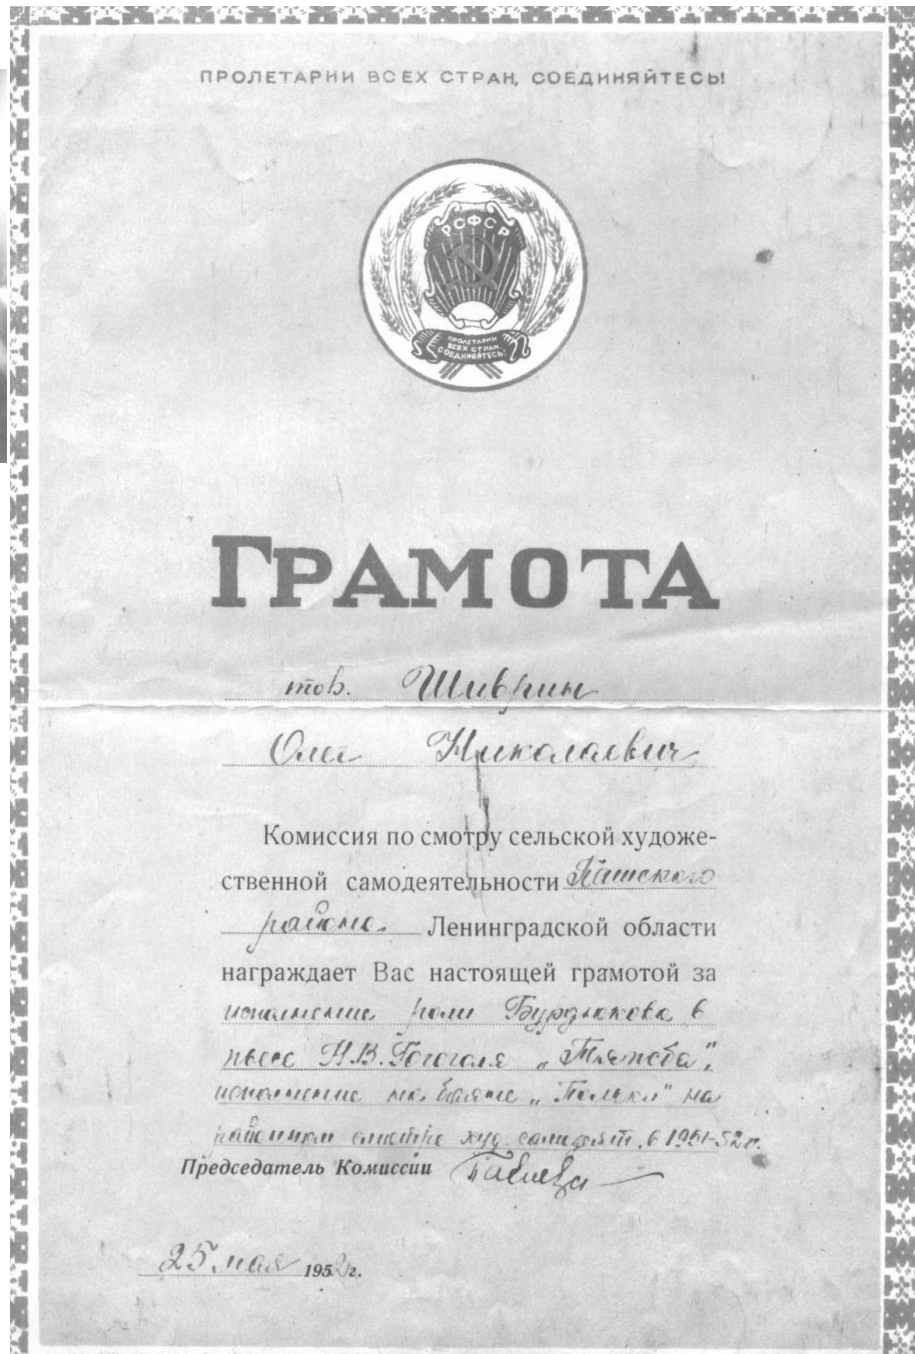 ПРОЛЕТАРИИ ВСЕХ СТРАН, СОЕДИНЯЙТЕСЬ!
РСФСР
ПРОЛЕТАРИИ
ВСЕХ СТРАН,
СОЕДИНЯЙТЕСЬ!
ГРАМОТА
тов. Шиврин
Олег Николаевич
Комиссия по смотру сельской художе-
ственной самодеятельности Пашского
района Ленинградской области
награждает Вас настоящей грамотой за
исполнение роли Бурдюкова в
пьесе Н.В. Гогоголя „Тяжба",
исполнение на баяне „Польки" на
районном смотре худ. самодеят. в 1951-52 г.
Председатель Комиссии
25 мая 1952 г.